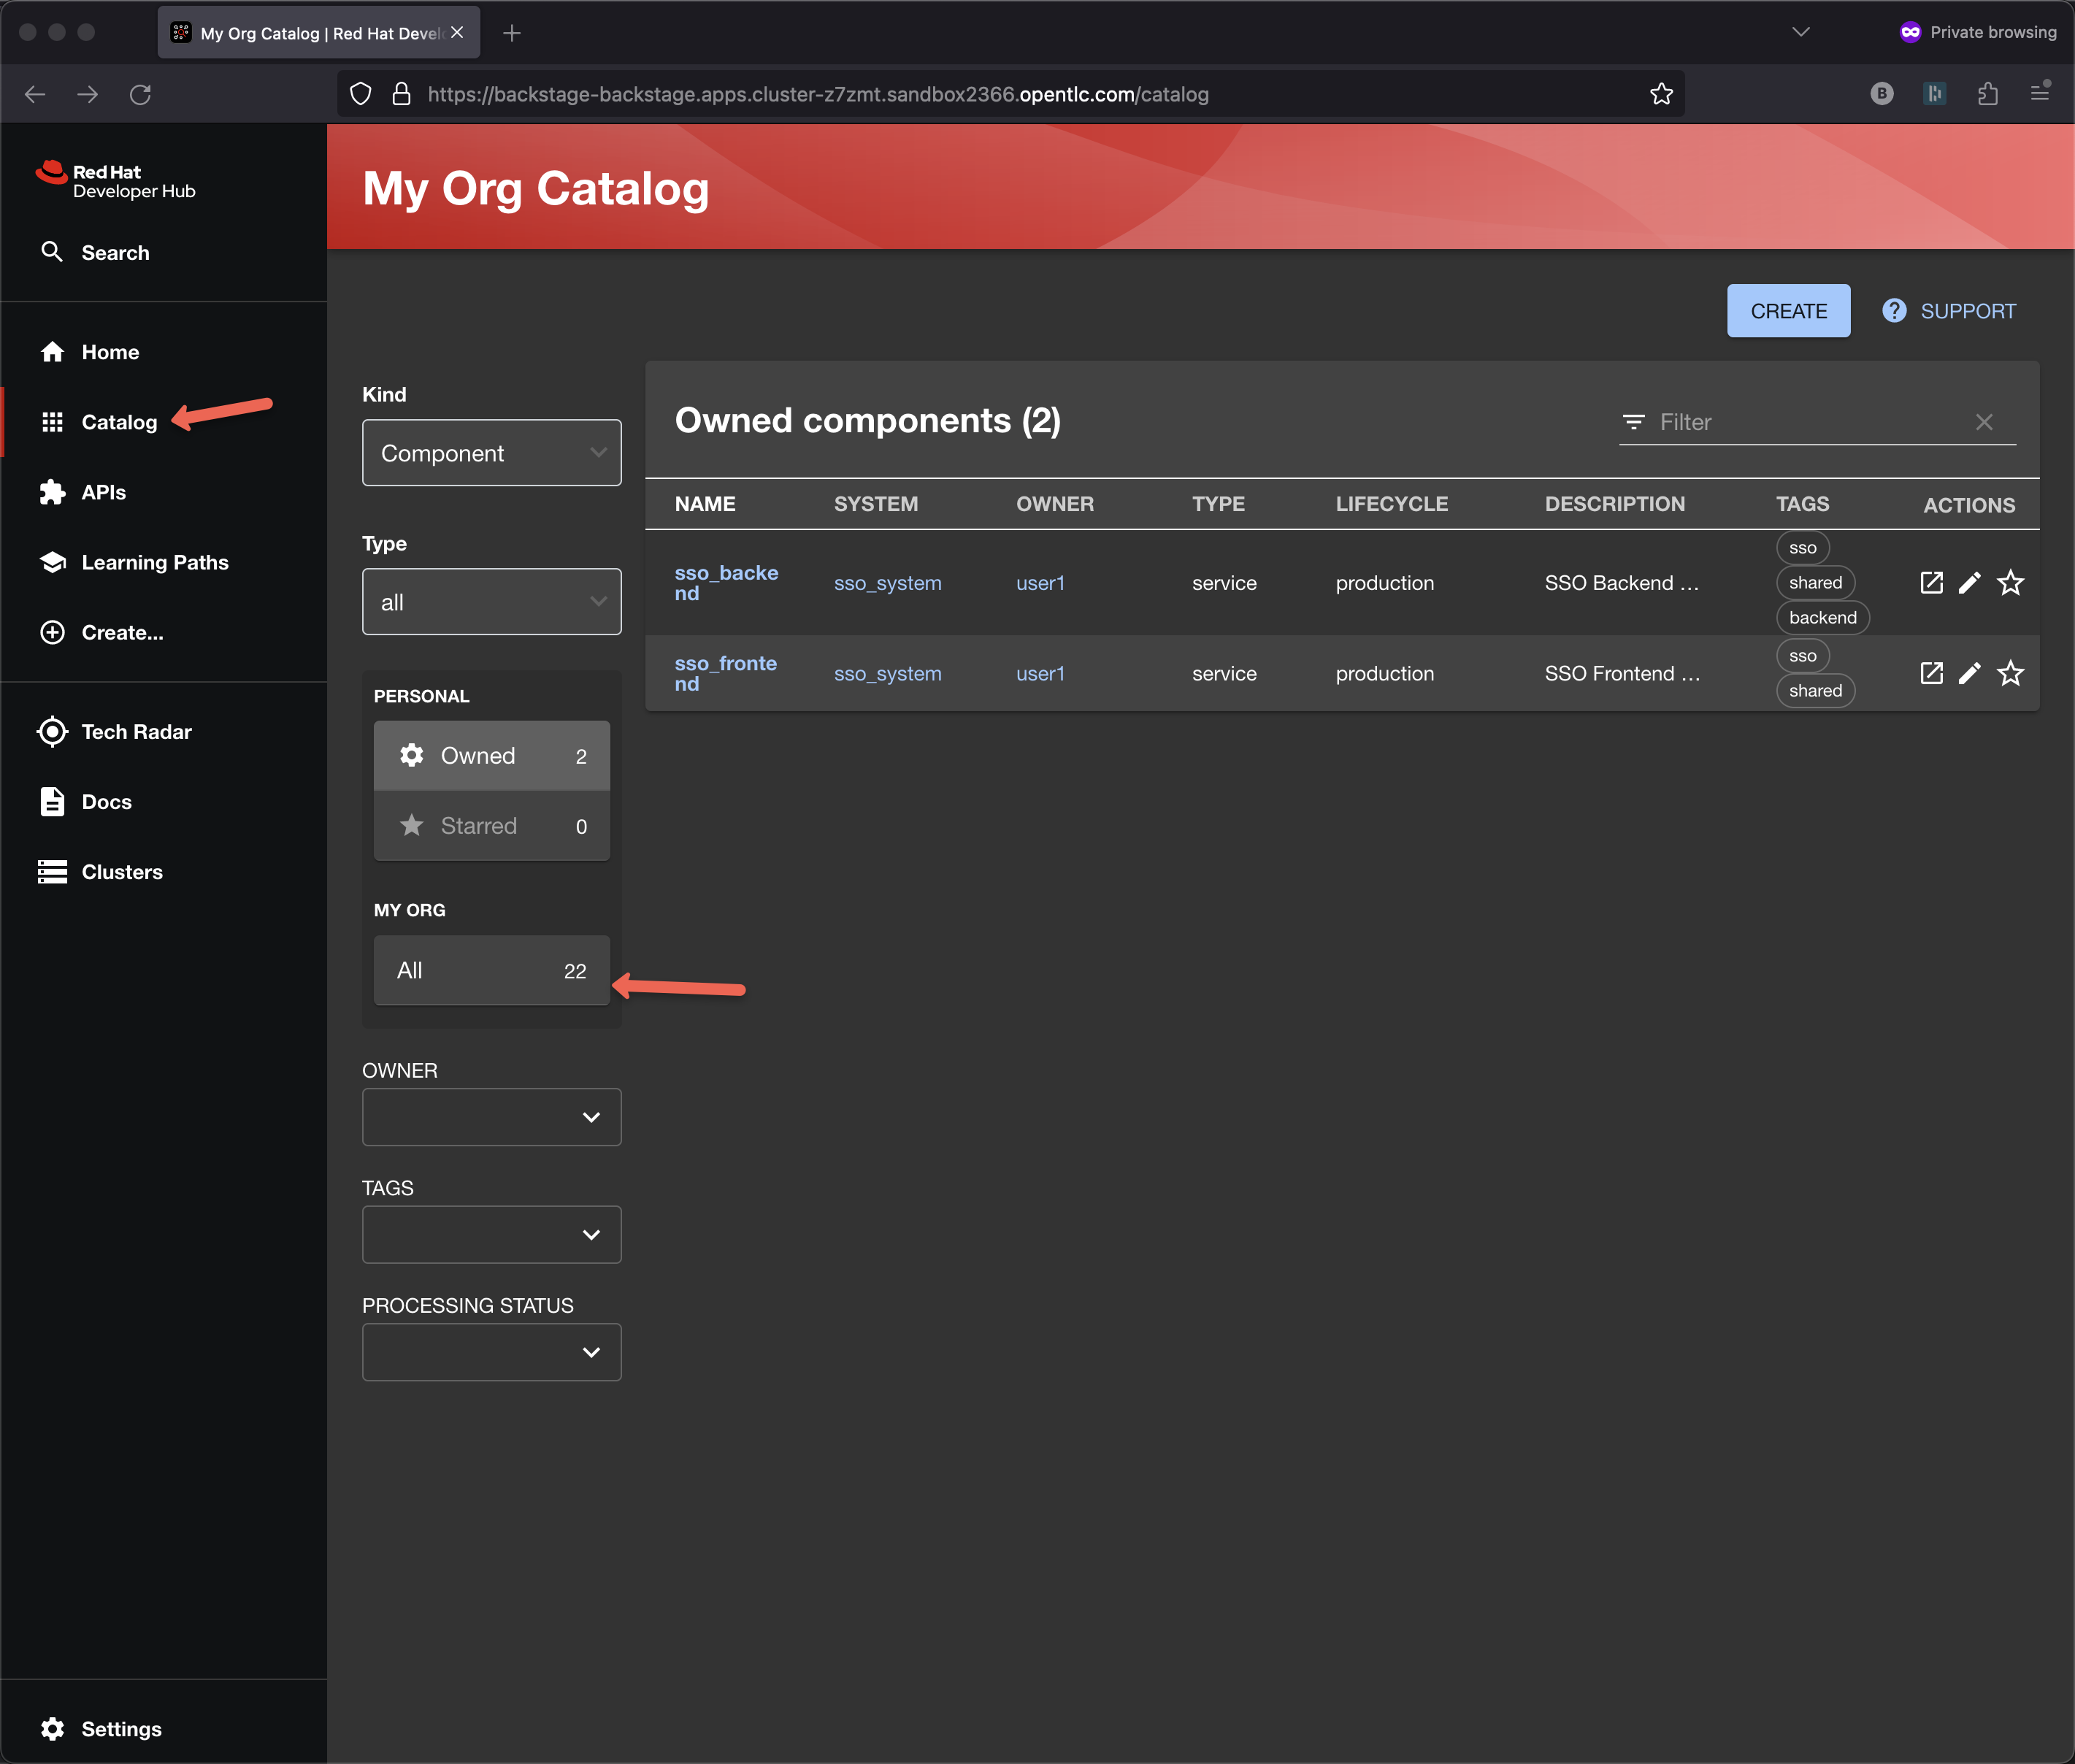 My Org Catalog | Red Hat Devel
Private browsing
https://backstage-backstage.apps.cluster-z7zmt.sandbox2366.opentlc.com/catalog
B
Red Hat
Developer Hub
Search
Home
Catalog
APIs
Learning Paths
Create...
Tech Radar
Docs
Clusters
Settings
My Org Catalog
CREATE
? SUPPORT
Kind
Component
Type
all
PERSONAL
Owned 2
Starred 0
MY ORG
All 22
OWNER
TAGS
PROCESSING STATUS
Owned components (2)
Filter
NAME SYSTEM OWNER TYPE LIFECYCLE DESCRIPTION TAGS ACTIONS
sso_backe
nd
sso_system user1 service production SSO Backend …
sso
shared
backend
sso_fronte
nd
sso_system user1 service production SSO Frontend …
sso
shared